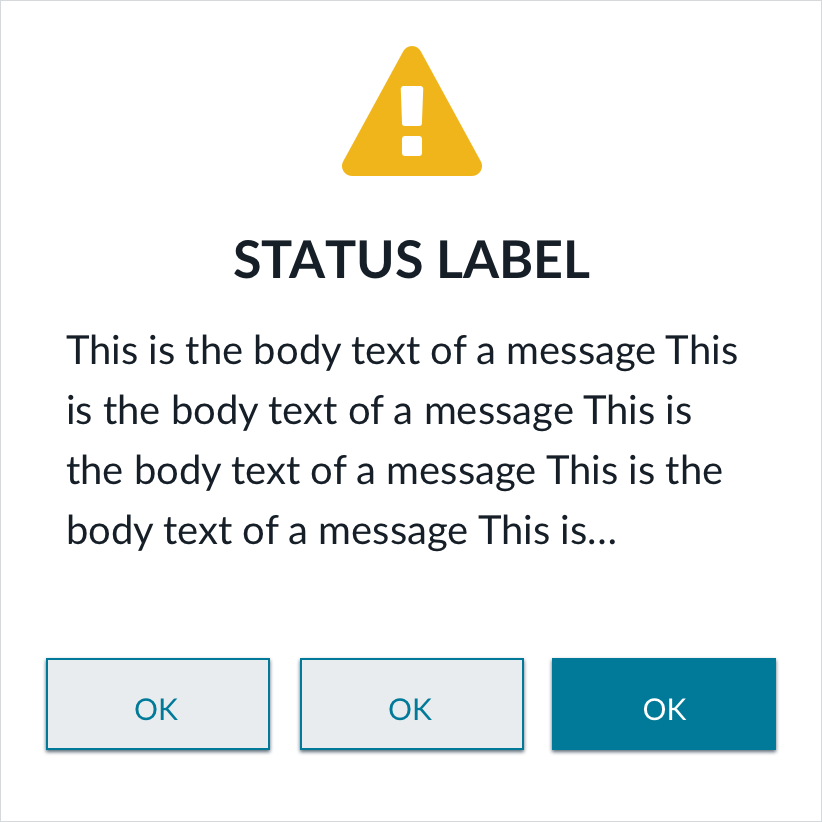 STATUS LABEL
This is the body text of a message This
is the body text of a message This is
the body text of a message This is the
body text of a message This is...
OK
OK
OK